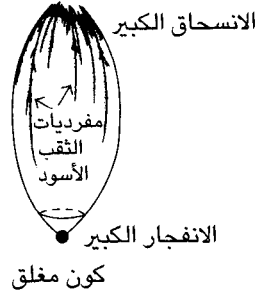 الانسحاق الكبير
مفرديات
الثقب
الأسود
الانفجار الكبير
كون مغلق